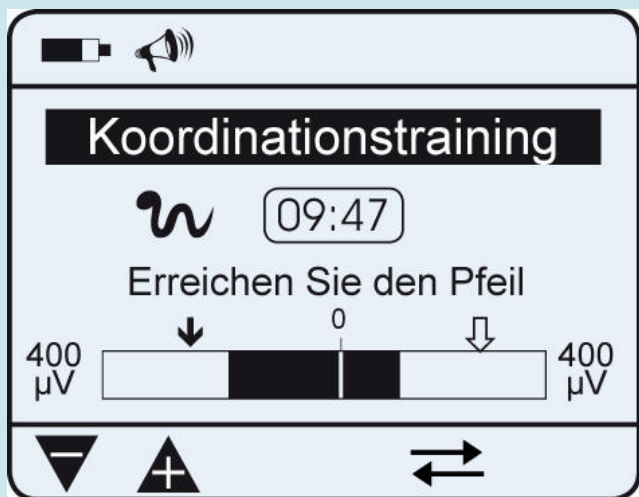 Koordinationstraining
09:47
Erreichen Sie den Pfeil
0
400 µV
400 µV